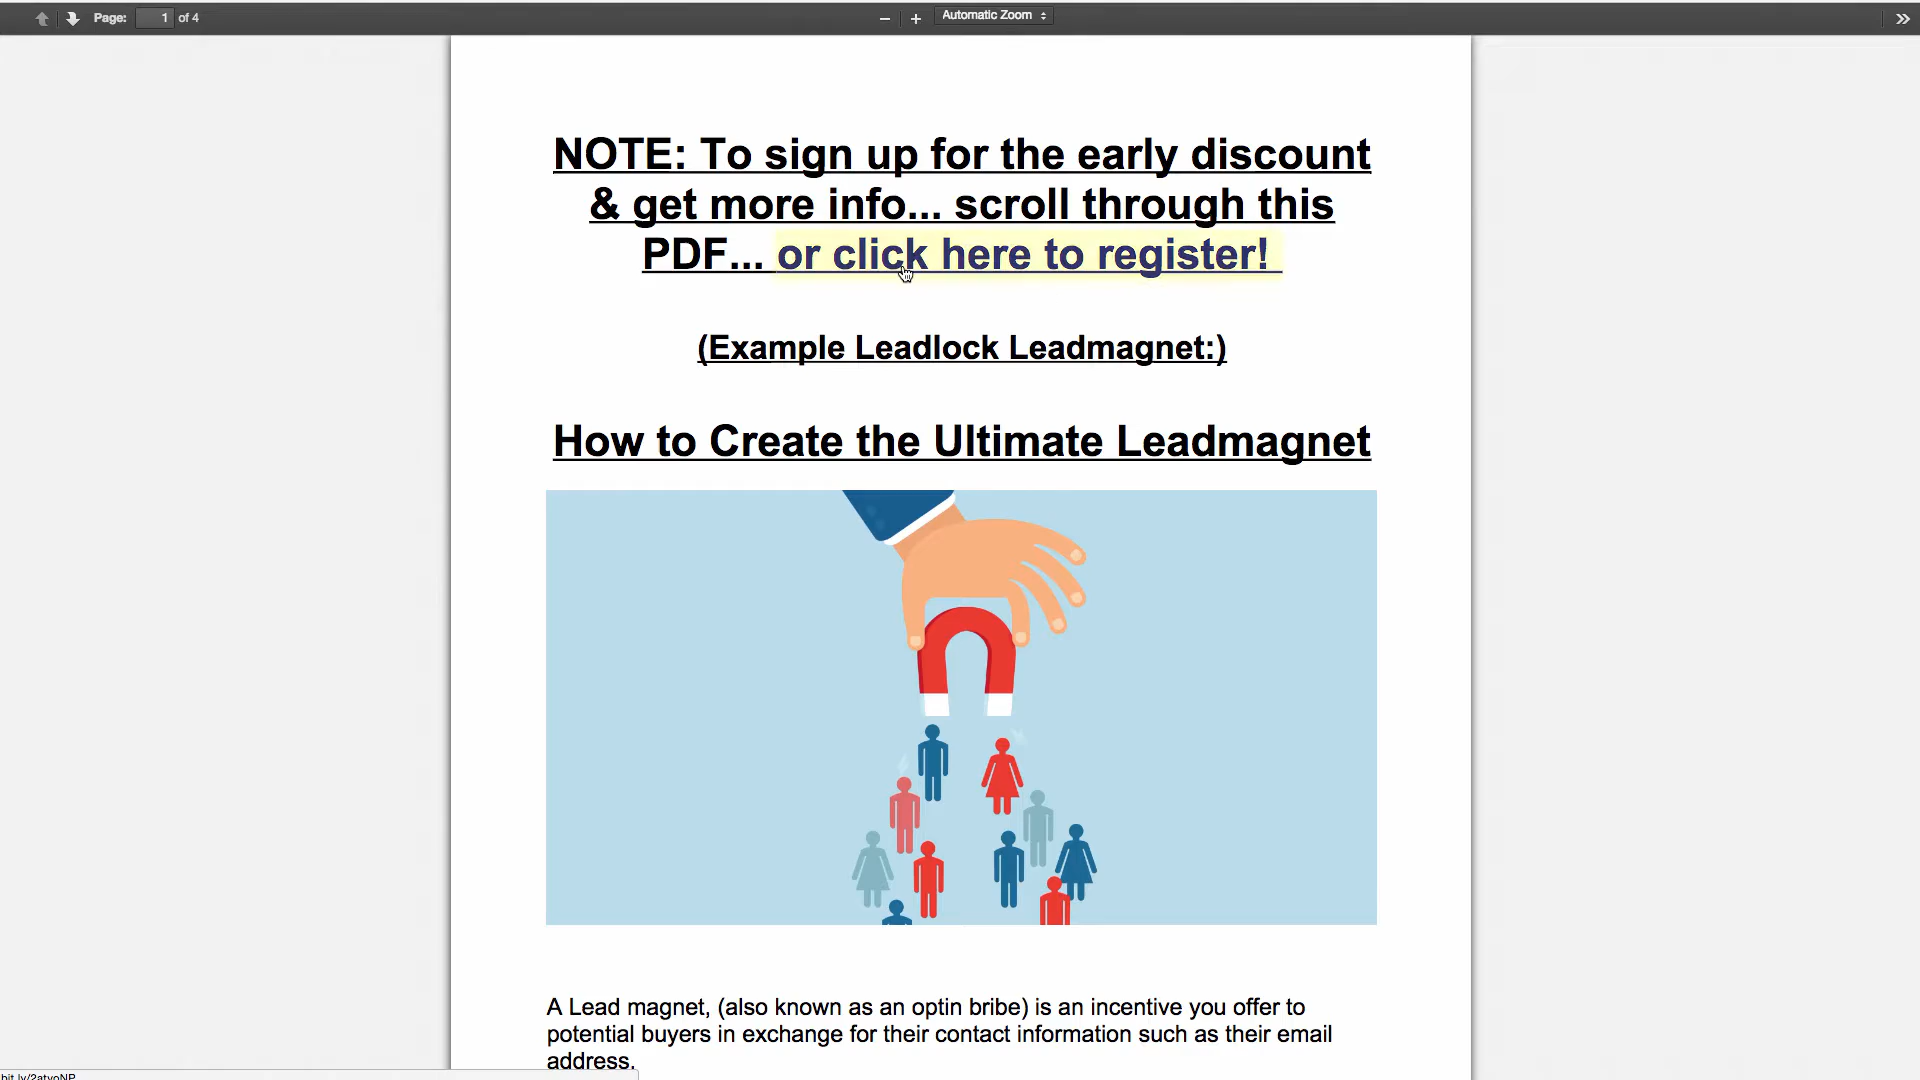 Page: 1 of 4 Automatic Zoom
NOTE: To sign up for the early discount
& get more info... scroll through this
PDF... or click here to register!
(Example Leadlock Leadmagnet:)
How to Create the Ultimate Leadmagnet
A Lead magnet, (also known as an optin bribe) is an incentive you offer to
potential buyers in exchange for their contact information such as their email
address.